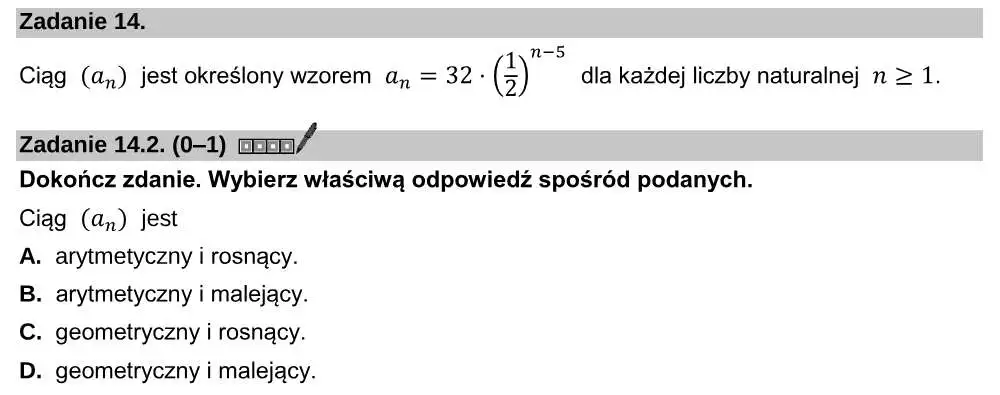 Zadanie 14.
Ciąg (aₙ) jest określony wzorem aₙ = 32 · (1/2)ⁿ⁻⁵ dla każdej liczby naturalnej n ≥ 1.
Zadanie 14.2. (0–1)
Dokończ zdanie. Wybierz właściwą odpowiedź spośród podanych.
Ciąg (aₙ) jest
A. arytmetyczny i rosnący.
B. arytmetyczny i malejący.
C. geometryczny i rosnący.
D. geometryczny i malejący.